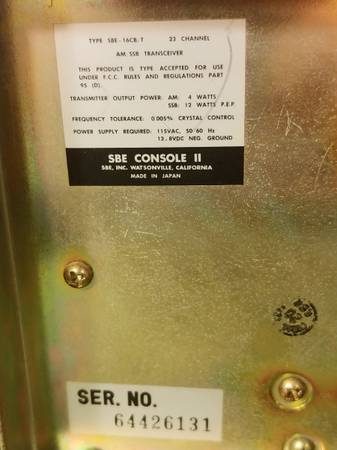 TYPE SBE-16CB/T 23 CHANNEL
AM SSB TRANSCEIVER
THIS PRODUCT IS TYPE ACCEPTED FOR USE
UNDER F.C.C. RULES AND REGULATIONS PART
95 (D).
TRANSMITTER OUTPUT POWER: AM: 4 WATTS
SSB: 12 WATTS P.E.P.
FREQUENCY TOLERANCE: 0.005% CRYSTAL CONTROL
POWER SUPPLY REQUIRED: 115VAC, 50/60 Hz
13.8VDC NEG. GROUND
SBE CONSOLE II
SBE, INC. WATSONVILLE, CALIFORNIA
MADE IN JAPAN
SER. NO.
64426131